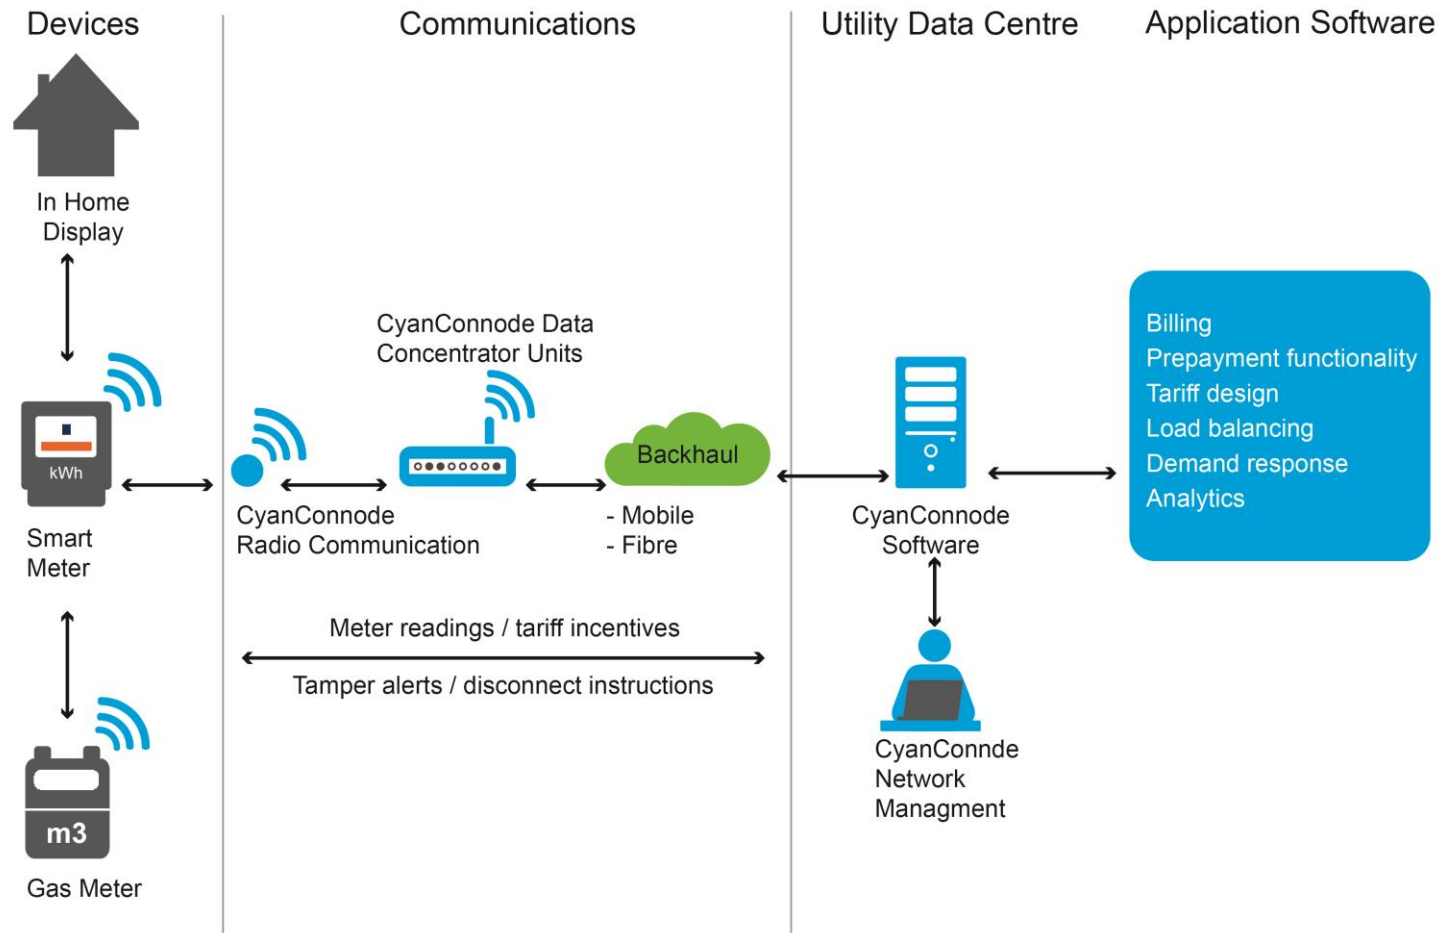 Devices
Communications
Utility Data Centre
Application Software
In Home
Display
kWh
Smart
Meter
m3
Gas Meter
CyanConnode Data
Concentrator Units
CyanConnode
Radio Communication
Backhaul
- Mobile
- Fibre
Meter readings / tariff incentives
Tamper alerts / disconnect instructions
CyanConnode
Software
CyanConnde
Network
Managment
Billing
Prepayment functionality
Tariff design
Load balancing
Demand response
Analytics